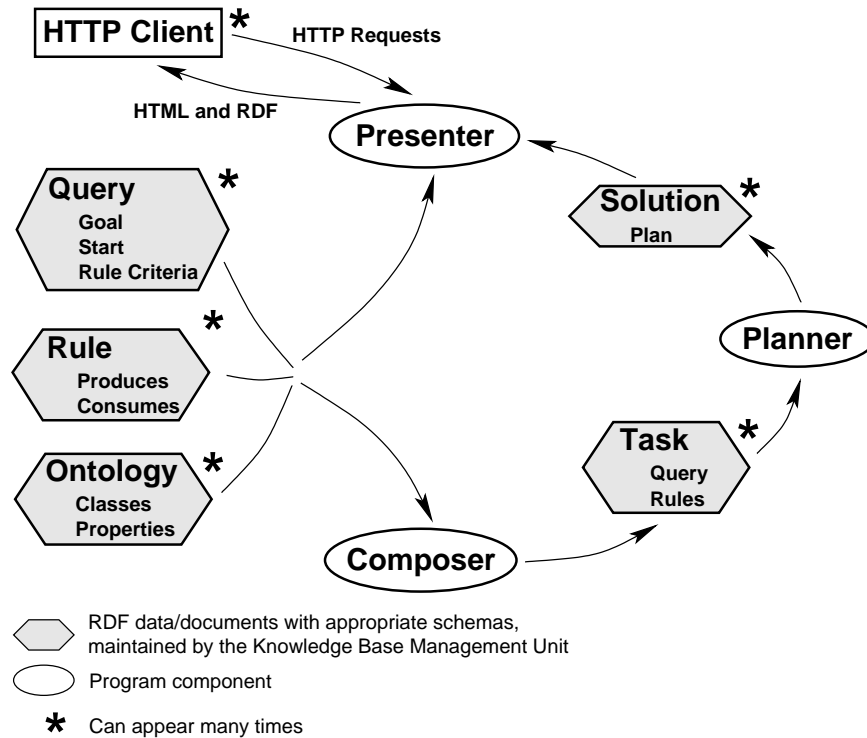 HTTP Client *
HTTP Requests
HTML and RDF
Presenter
Query *
Goal
Start
Rule Criteria
Solution *
Plan
Rule *
Produces
Consumes
Planner
Ontology *
Classes
Properties
Task *
Query
Rules
Composer
RDF data/documents with appropriate schemas,
maintained by the Knowledge Base Management Unit
Program component
* Can appear many times